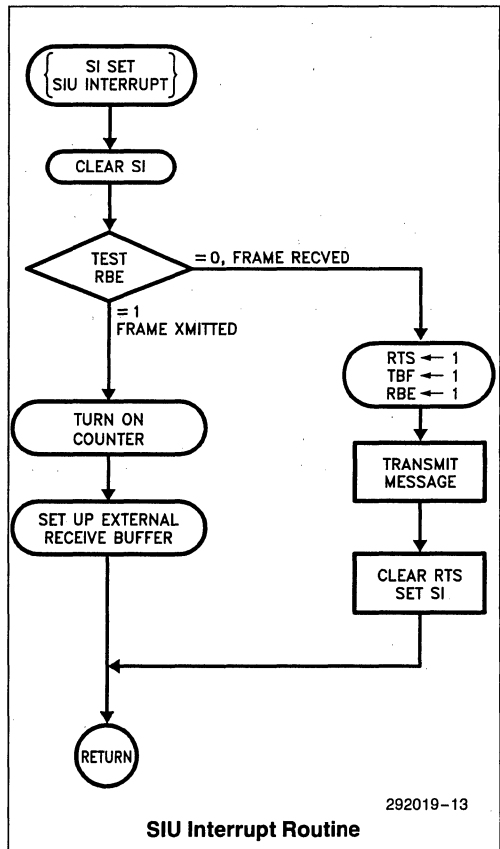 SI SET
SIU INTERRUPT
CLEAR SI
TEST
RBE
= 0, FRAME RECVED
= 1
FRAME XMITTED
RTS ← 1
TBF ← 1
RBE ← 1
TURN ON
COUNTER
TRANSMIT
MESSAGE
SET UP EXTERNAL
RECEIVE BUFFER
CLEAR RTS
SET SI
RETURN
292019-13
SIU Interrupt Routine